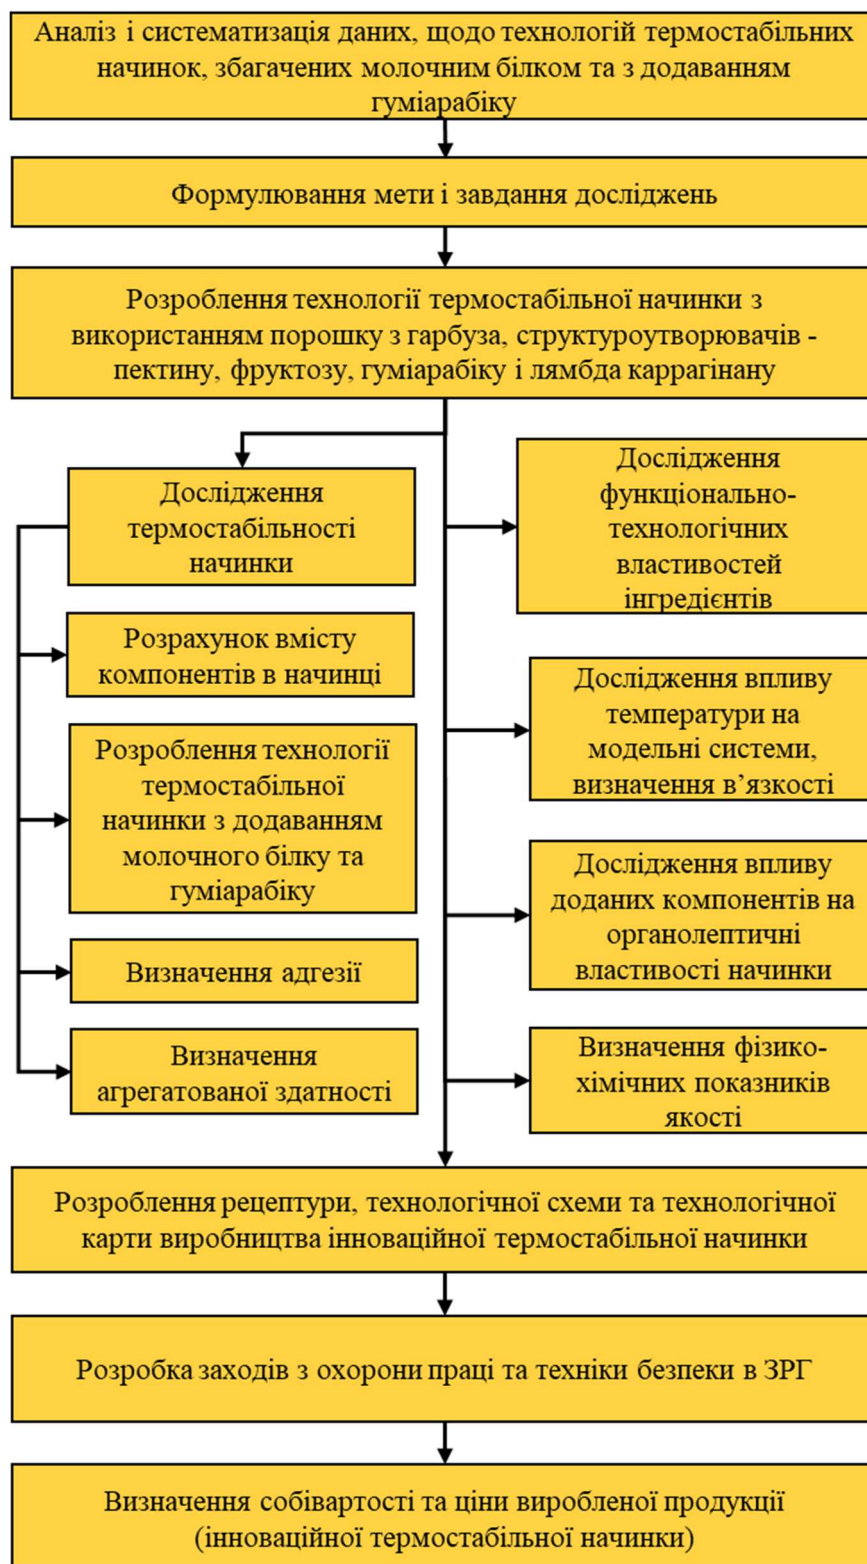 Аналіз і систематизація даних, щодо технологій термостабільних
начинок, збагачених молочним білком та з додаванням
гуміарабіку
Формулювання мети і завдання досліджень
Розроблення технології термостабільної начинки з
використанням порошку з гарбуза, структуроутворювачів -
пектину, фруктозу, гуміарабіку і лямбда каррагінану
Дослідження
термостабільності
начинки
Розрахунок вмісту
компонентів в начинці
Розроблення технології
термостабільної
начинки з додаванням
молочного білку та
гуміарабіку
Визначення адгезії
Визначення
агрегатованої здатності
Дослідження
функціонально-
технологічних
властивостей
інгредієнтів
Дослідження впливу
температури на
модельні системи,
визначення в’язкості
Дослідження впливу
доданих компонентів на
органолептичні
властивості начинки
Визначення фізико-
хімічних показників
якості
Розроблення рецептури, технологічної схеми та технологічної
карти виробництва інноваційної термостабільної начинки
Розробка заходів з охорони праці та техніки безпеки в ЗРГ
Визначення собівартості та ціни виробленої продукції
(інноваційної термостабільної начинки)